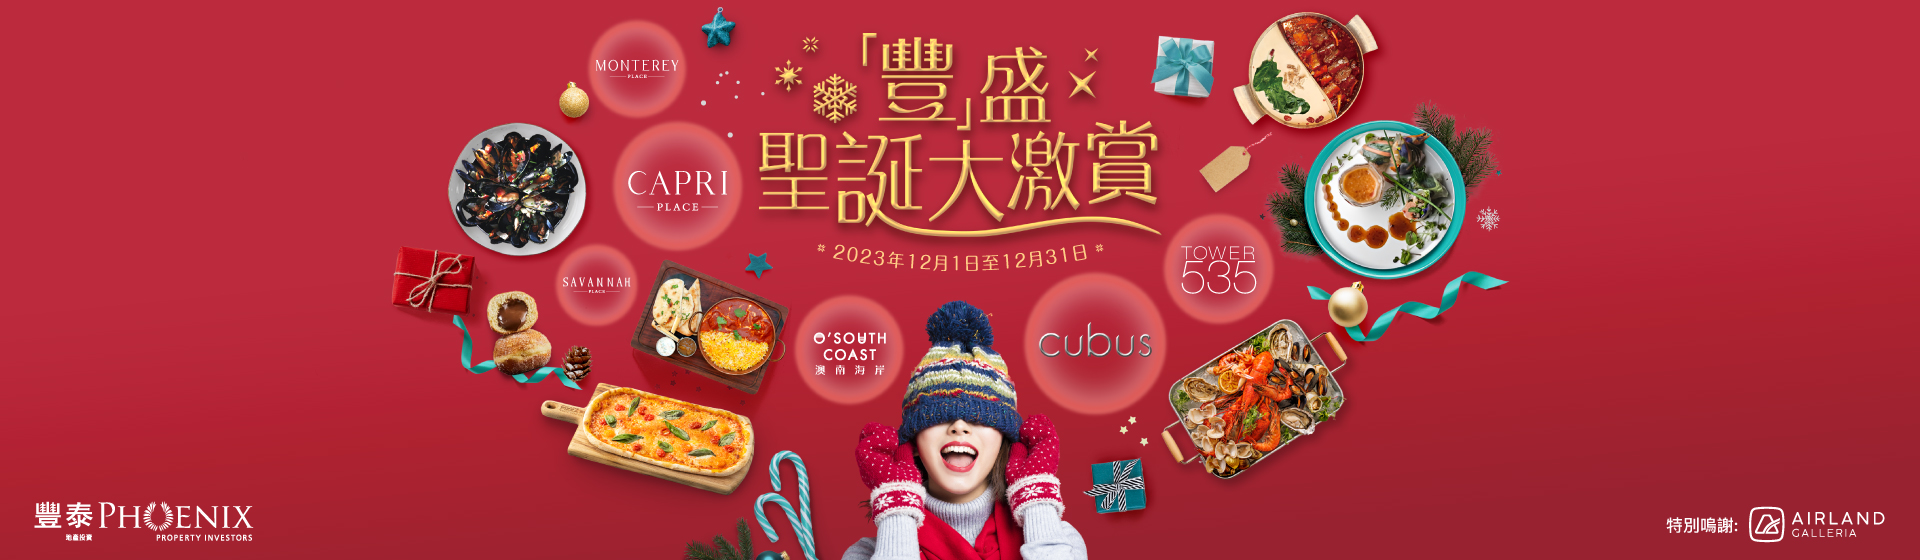 「豐」盛
聖誕大激賞
2023年12月1日至12月31日
MONTEREY
PLACE
CAPRI
PLACE
SAVANNAH
PLACE
O'SOUTH
COAST
澳南海岸
cubus
TOWER
535
豐泰 PHOENIX
地產投資 PROPERTY INVESTORS
特別鳴謝: AIRLAND
GALLERIA